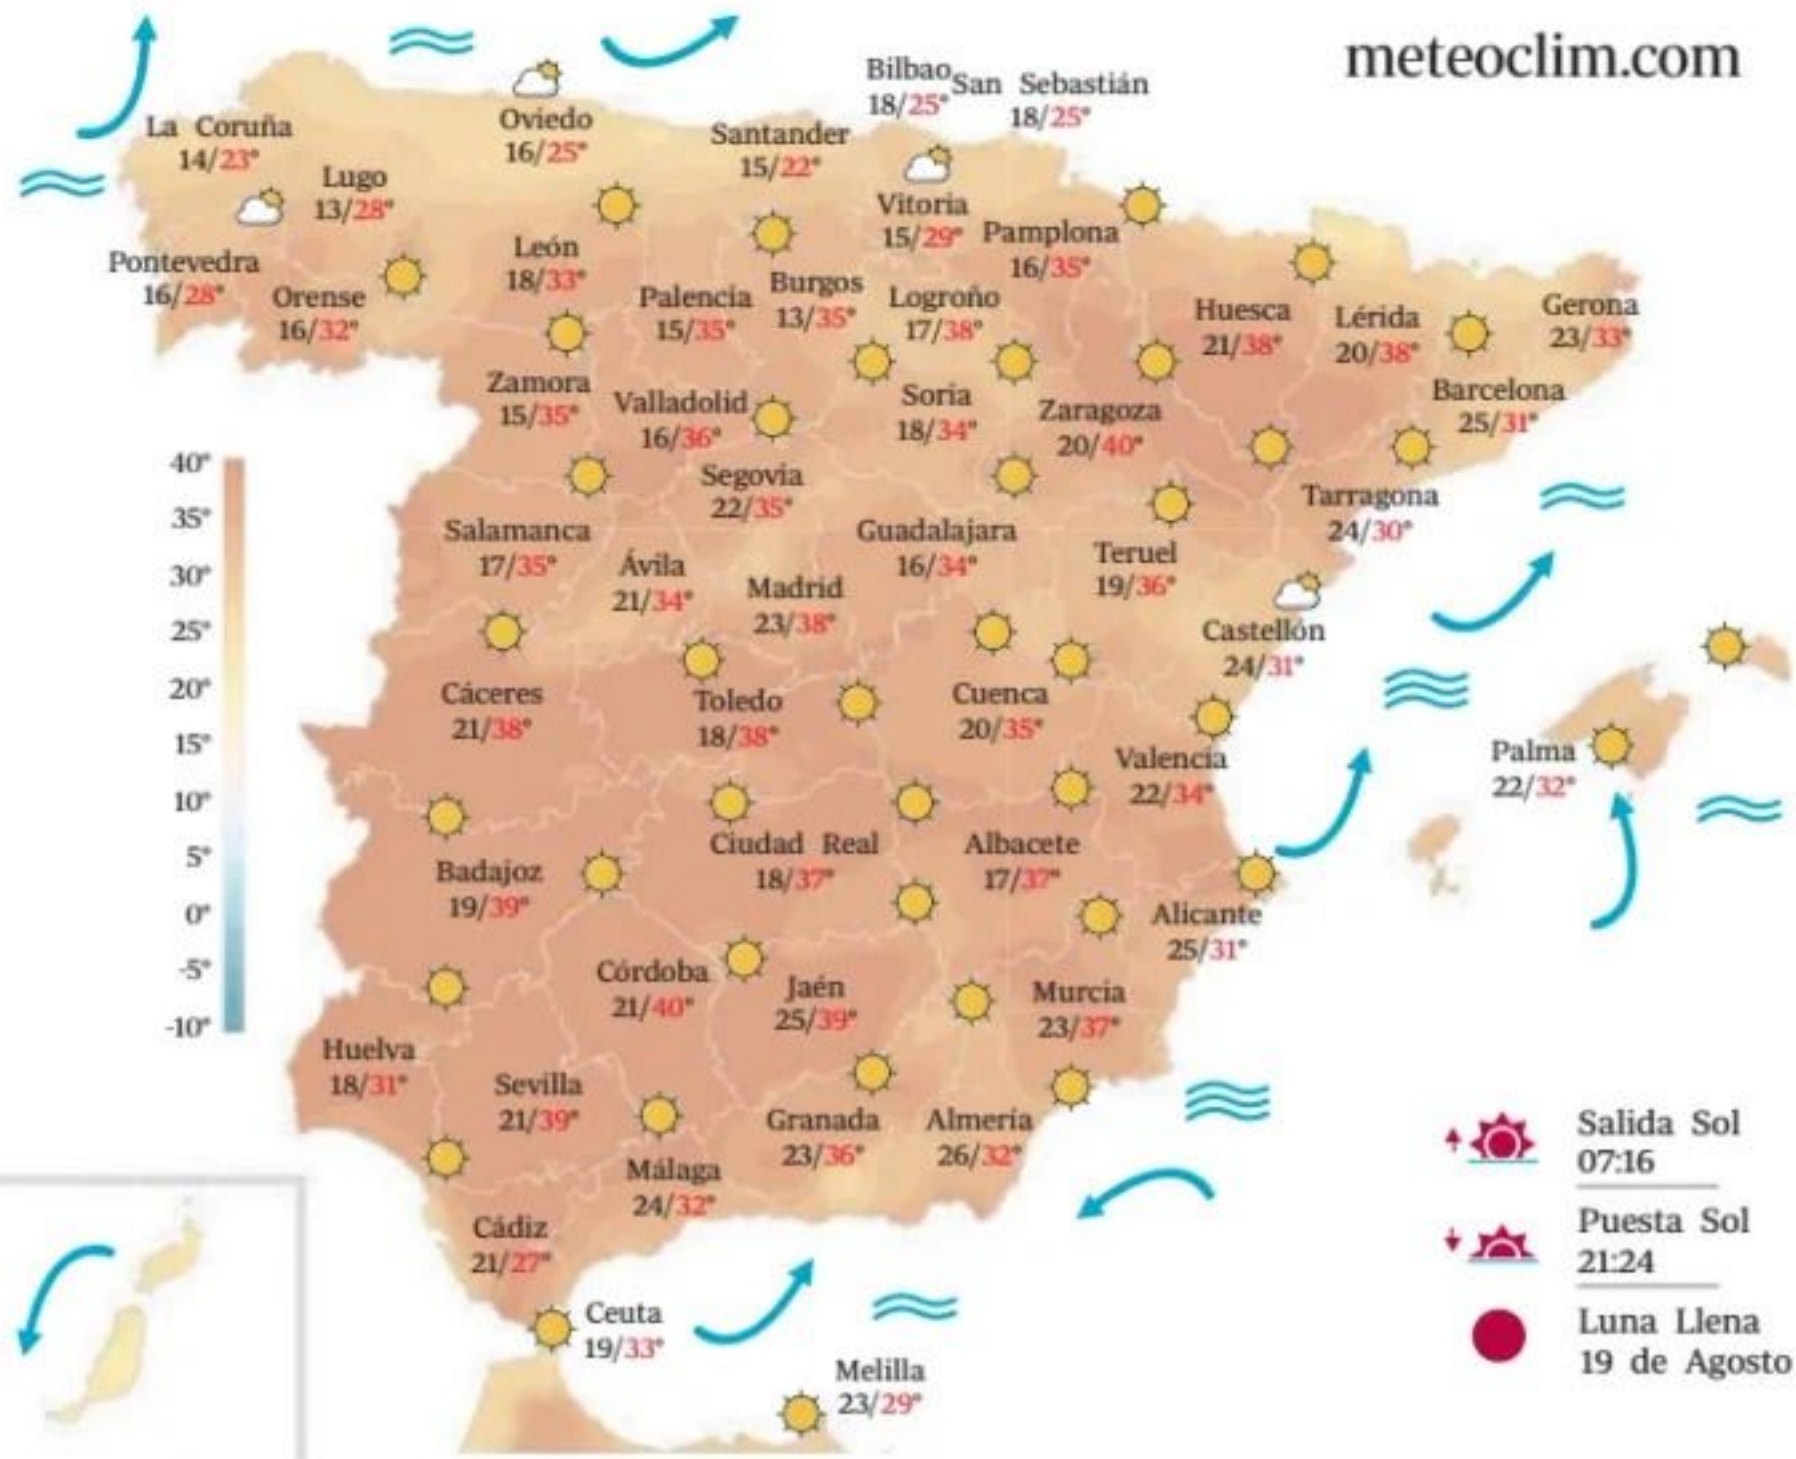 meteoclim.com
Bilbao
18/25°
San Sebastián
18/25°
La Coruña
14/23°
Oviedo
16/25°
Santander
15/22°
Lugo
13/28°
Vitoria
15/29°
Pamplona
16/35°
Pontevedra
16/28°
Orense
16/32°
León
18/33°
Palencia
15/35°
Burgos
13/35°
Logroño
17/38°
Huesca
21/38°
Lérida
20/38°
Gerona
23/33°
Zamora
15/35°
Valladolid
16/36°
Soria
18/34°
Zaragoza
20/40°
Barcelona
25/31°
Segovia
22/35°
Tarragona
24/30°
Salamanca
17/35°
Ávila
21/34°
Madrid
23/38°
Guadalajara
16/34°
Teruel
19/36°
Castellón
24/31°
Cáceres
21/38°
Toledo
18/38°
Cuenca
20/35°
Valencia
22/34°
Palma
22/32°
Badajoz
19/39°
Ciudad Real
18/37°
Albacete
17/37°
Alicante
25/31°
Córdoba
21/40°
Jaén
25/39°
Murcia
23/37°
Huelva
18/31°
Sevilla
21/39°
Granada
23/36°
Almería
26/32°
Málaga
24/32°
Cádiz
21/27°
Ceuta
19/33°
Melilla
23/29°
40°
35°
30°
25°
20°
15°
10°
5°
0°
-5°
-10°
Salida Sol
07:16
Puesta Sol
21:24
Luna Llena
19 de Agosto